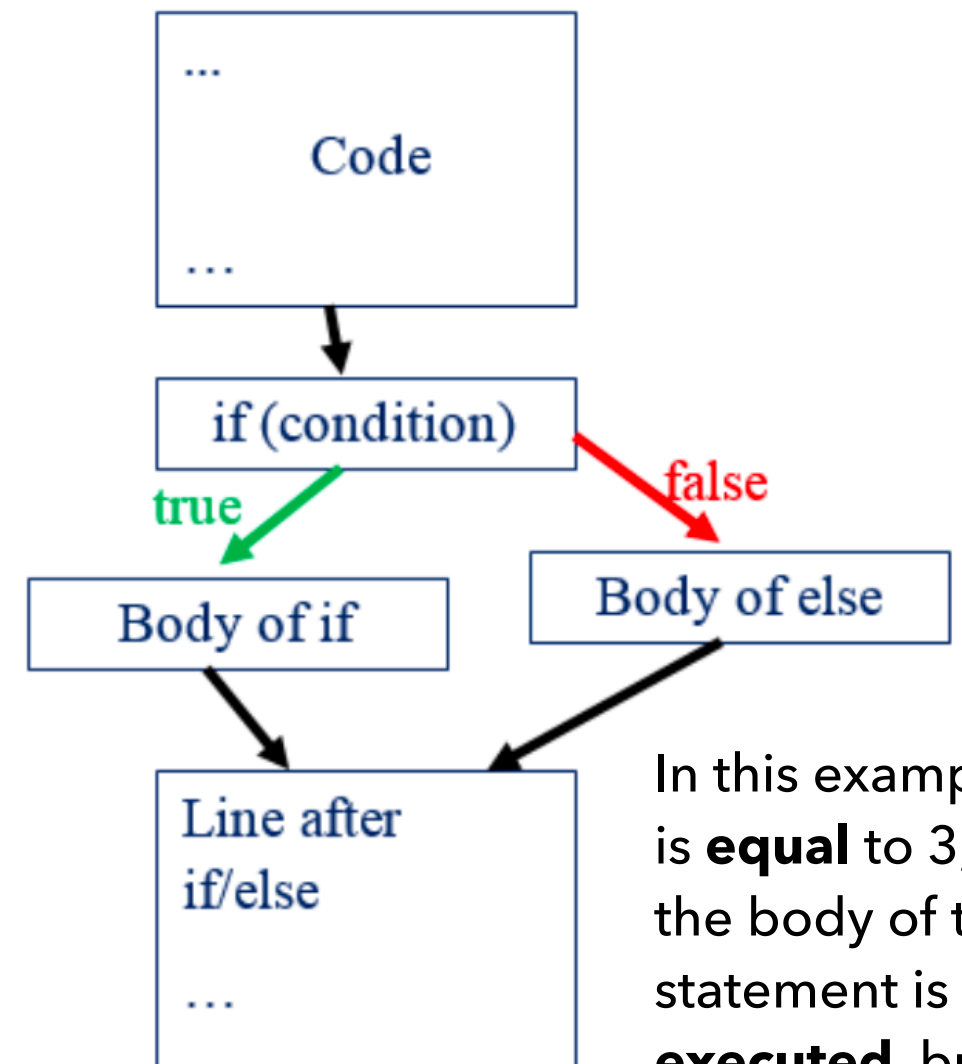 ...
Code
...
if (condition)
true
false
Body of if
Body of else
Line after
if/else
...
In this
is equal to 3
the body of
statement is
executed